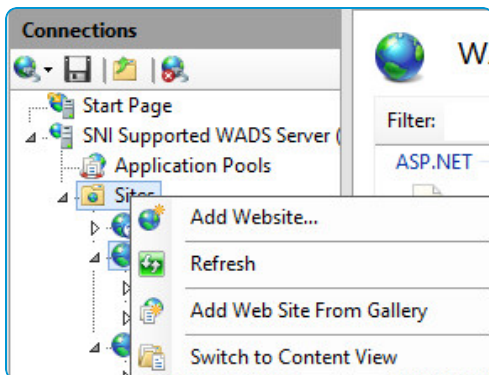 Connections
Start Page
SNI Supported WADS Server (
Application Pools
Sites
Add Website...
Refresh
Add Web Site From Gallery
Switch to Content View
Filter:
ASP.NET